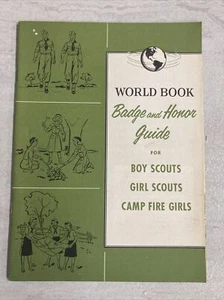 WORLD BOOK
Badge and Honor
Guide
FOR
BOY SCOUTS
GIRL SCOUTS
CAMP FIRE GIRLS